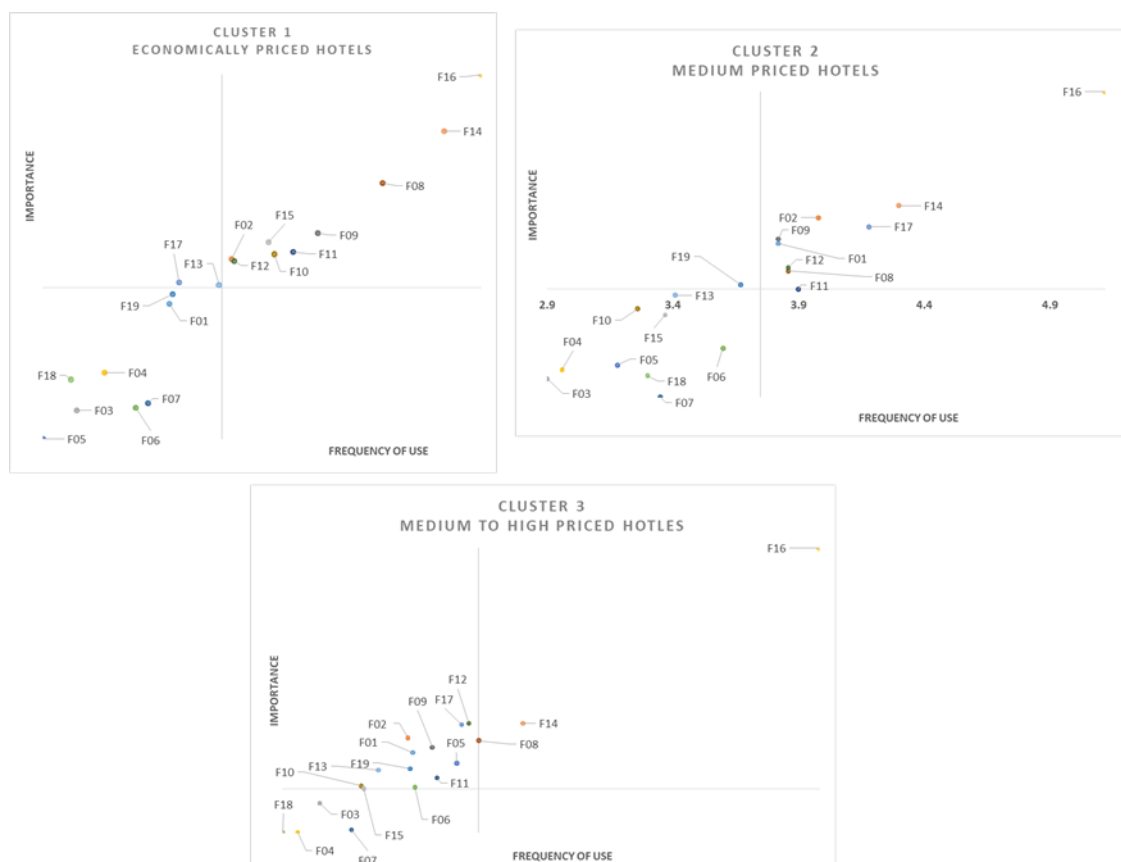 CLUSTER 1
ECONOMICALLY PRICED HOTELS
F16
F14
IMPORTANCE
F08
F15
F02
F09
F17
F11
F13
F12
F10
F19
F01
F18
F04
F07
F03
F05
F06
FREQUENCY OF USE
CLUSTER 2
MEDIUM PRICED HOTELS
F16
IMPORTANCE
F14
F02
F17
F09
F01
F19
F12
F08
F13
F11
2.9 3.4 3.9 4.4 4.9
F10
F15
F04
F05
F06
F18
F03
F07
FREQUENCY OF USE
CLUSTER 3
MEDIUM TO HIGH PRICED HOTLES
F16
IMPORTANCE
F12
F17
F09
F02
F14
F01
F05
F08
F13
F19
F10
F11
F18
F03
F06
F15
F04
F07
FREQUENCY OF USE